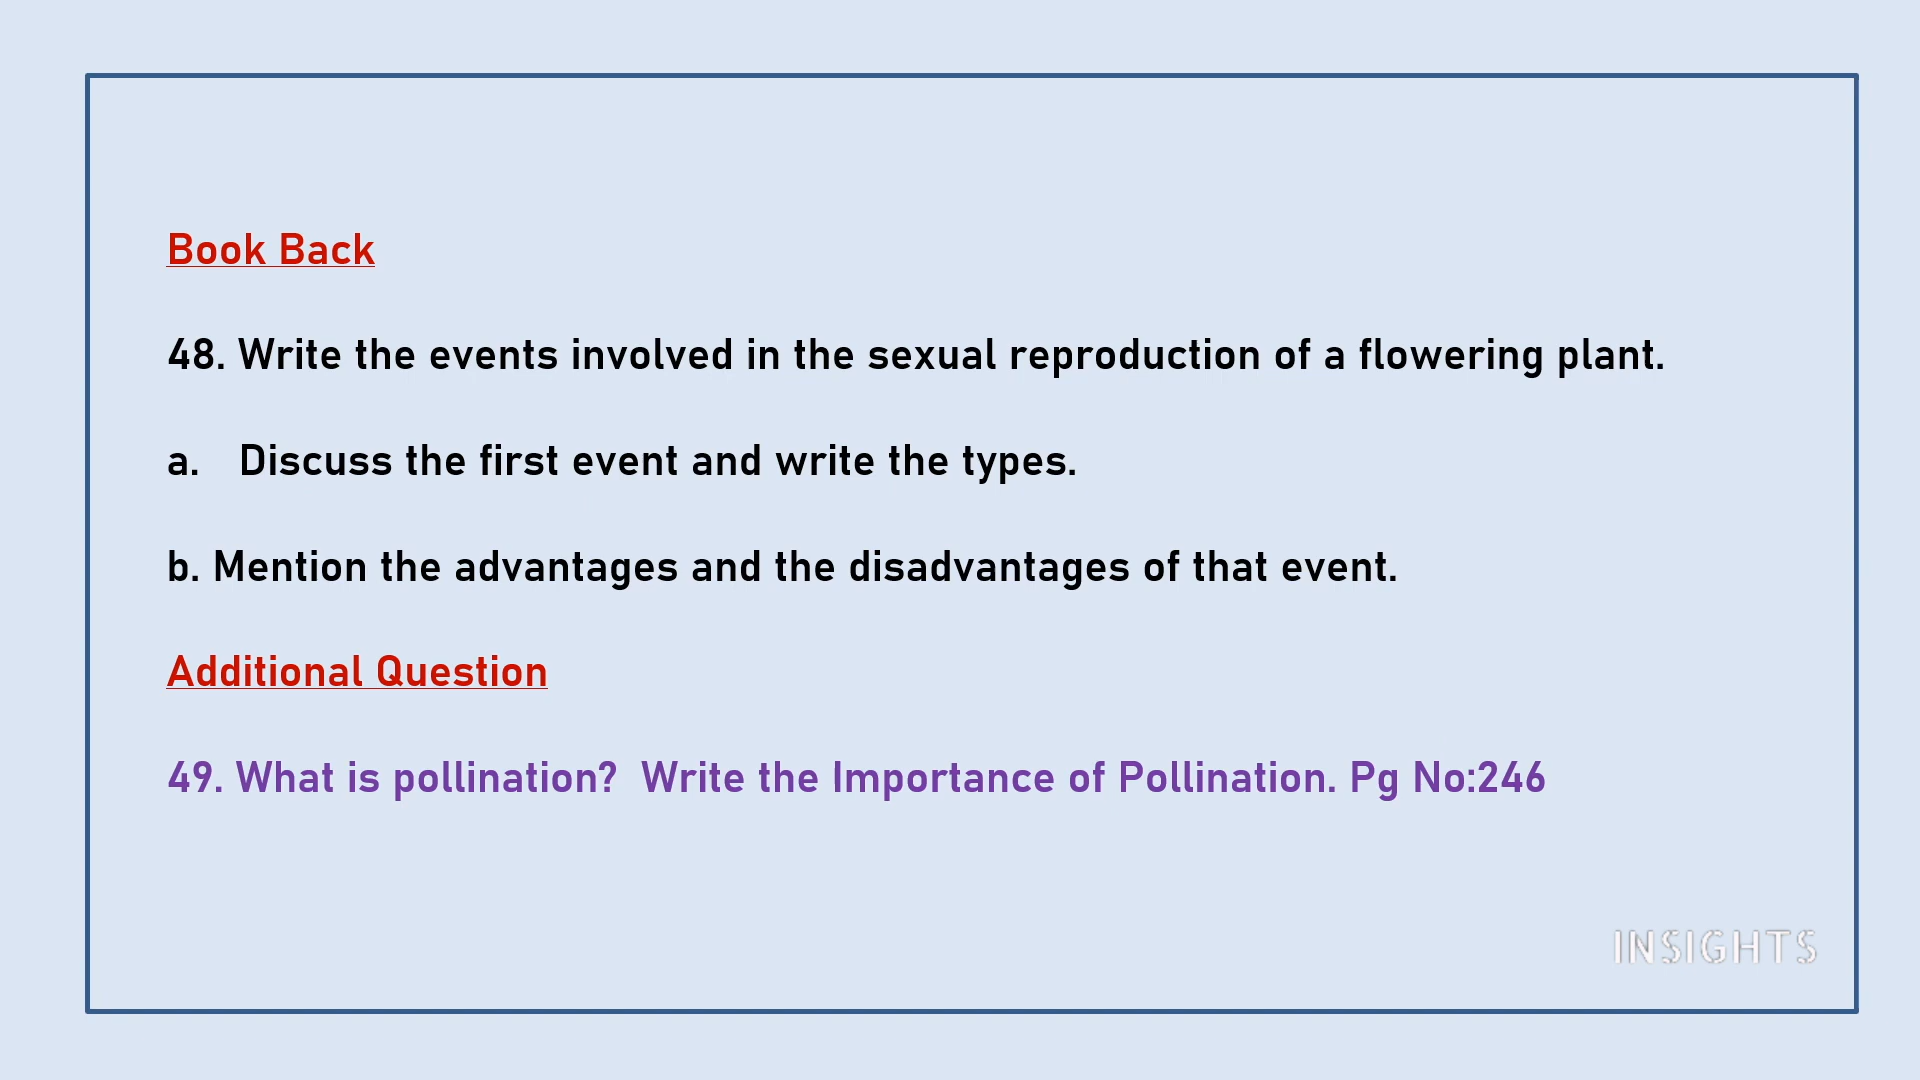 Book Back
48. Write the events involved in the sexual reproduction of a flowering plant.
a. Discuss the first event and write the types.
b. Mention the advantages and the disadvantages of that event.
Additional Question
49. What is pollination? Write the Importance of Pollination. Pg No:246
INSIGHTS